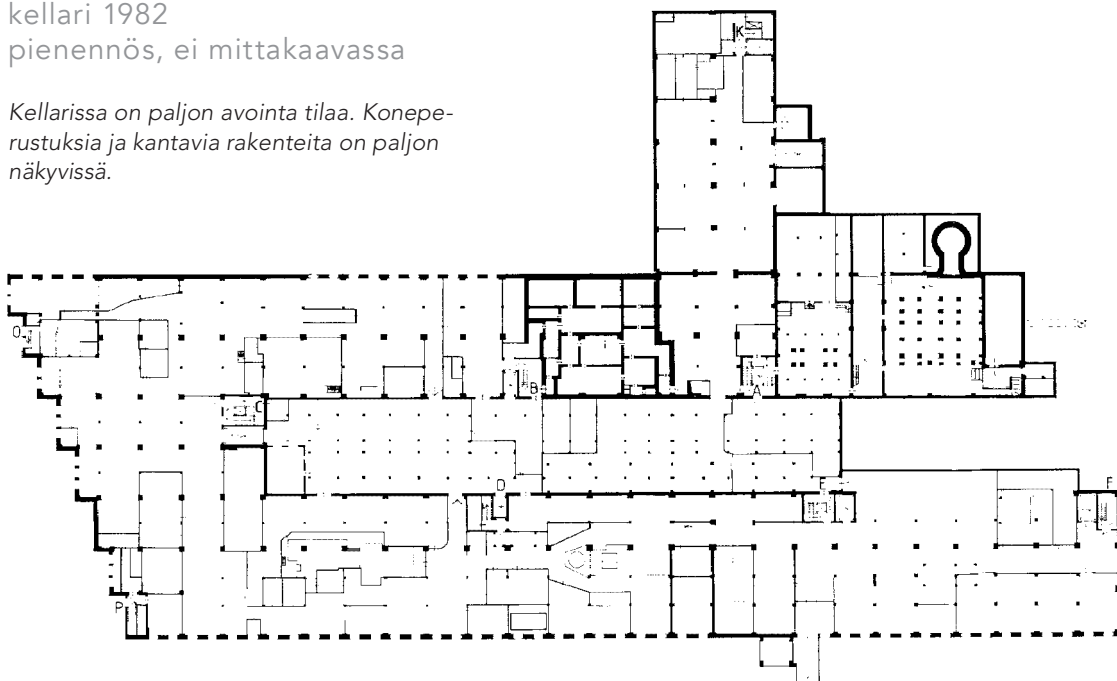 kellari 1982
pienennös, ei mittakaavassa
Kellarissa on paljon avointa tilaa. Konepe-
rustuksia ja kantavia rakenteita on paljon
näkyvissä.
K
O
B
A
C
D
E
F
P